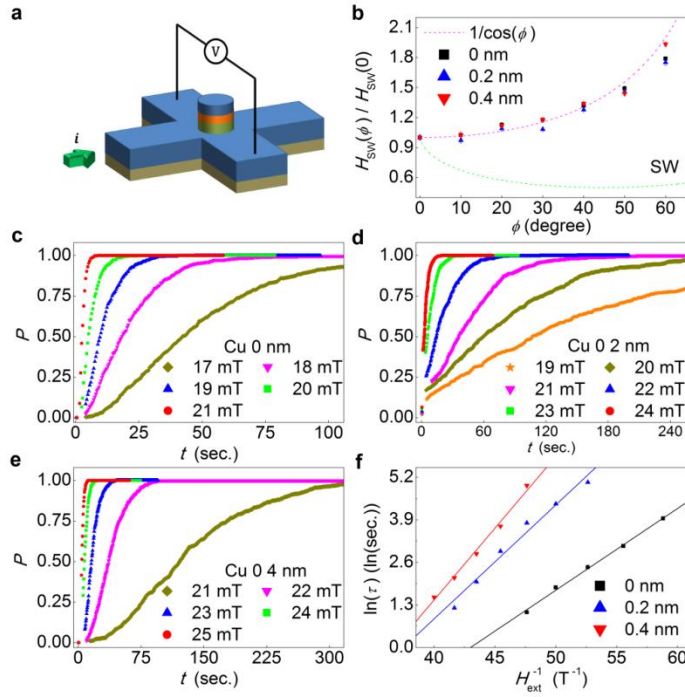 a
V
i
b
1/cos(ϕ)
0 nm
0.2 nm
0.4 nm
SW
H_SW(ϕ) / H_SW(0)
2.1
1.8
1.5
1.2
0.9
0.6
0 10 20 30 40 50 60
ϕ (degree)
c
P
1.00
0.75
0.50
0.25
0.00
Cu 0 nm
17 mT 18 mT
19 mT 20 mT
21 mT
0 25 50 75 100
t (sec.)
d
P
1.00
0.75
0.50
0.25
0.00
Cu 0 2 nm
19 mT 20 mT
21 mT 22 mT
23 mT 24 mT
0 60 120 180 240
t (sec.)
e
P
1.00
0.75
0.50
0.25
0.00
Cu 0 4 nm
21 mT 22 mT
23 mT 24 mT
25 mT
0 75 150 225 300
t (sec.)
f
ln(τ) (ln(sec.))
5.2
3.9
2.6
1.3
0.0
0 nm
0.2 nm
0.4 nm
40 45 50 55 60
H_ext^-1 (T^-1)